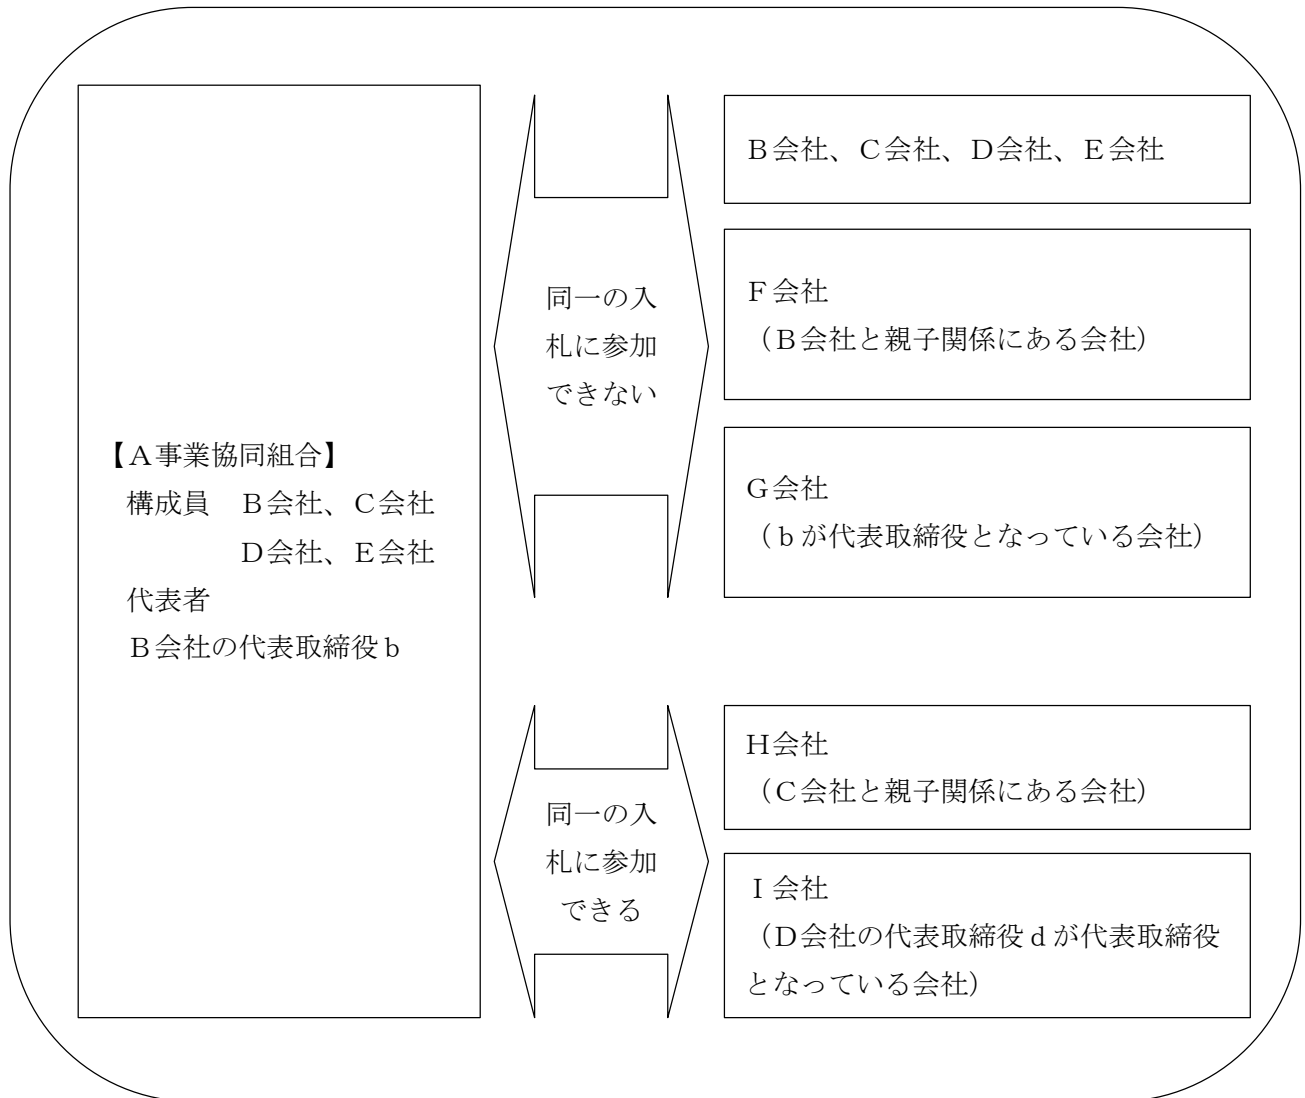 【Ａ事業協同組合】
構成員　Ｂ会社、Ｃ会社
Ｄ会社、Ｅ会社
代表者
Ｂ会社の代表取締役ｂ
同一の入
札に参加
できない
Ｂ会社、Ｃ会社、Ｄ会社、Ｅ会社
Ｆ会社
（Ｂ会社と親子関係にある会社）
Ｇ会社
（ｂが代表取締役となっている会社）
同一の入
札に参加
できる
Ｈ会社
（Ｃ会社と親子関係にある会社）
Ｉ会社
（Ｄ会社の代表取締役ｄが代表取締役
となっている会社）